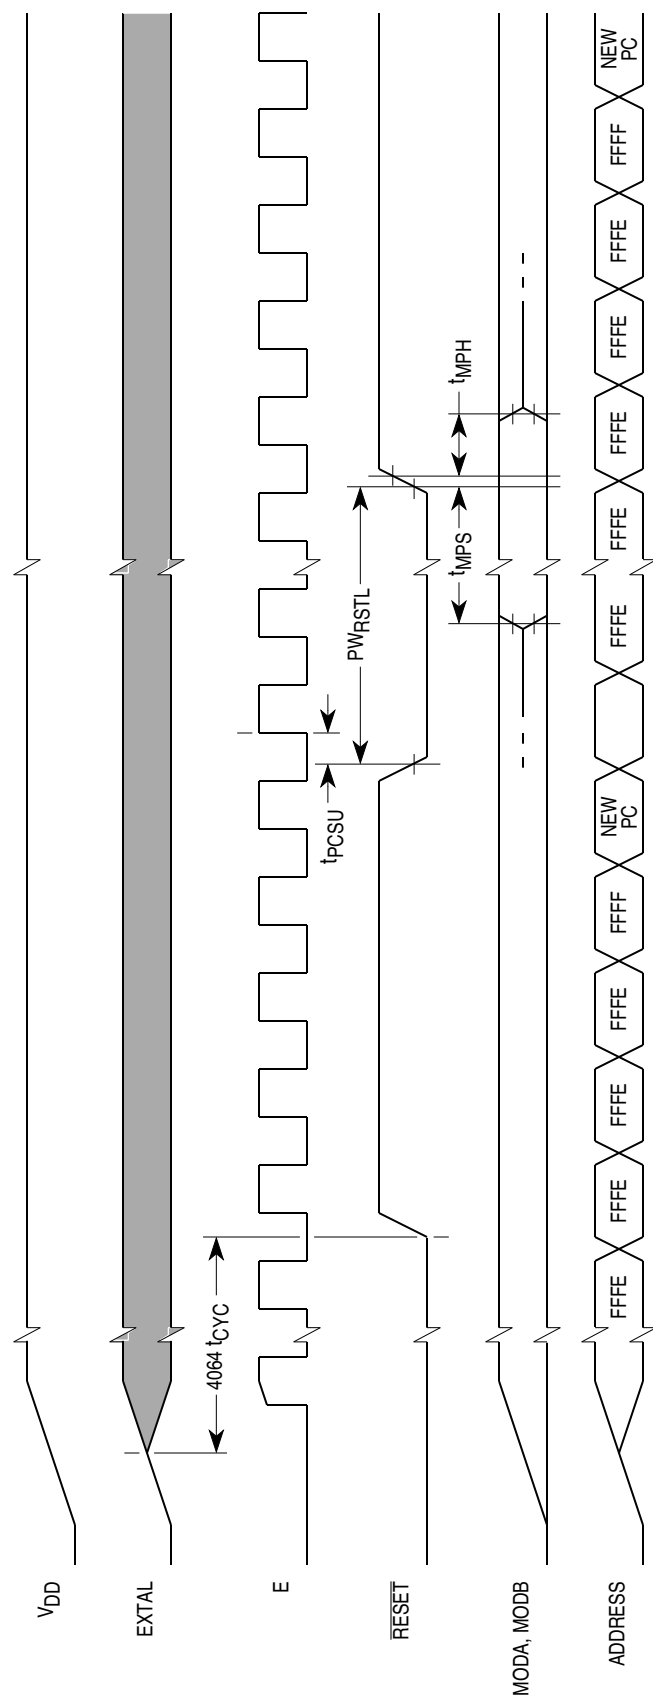 VDD
EXTAL
4064 tCYC
E
tPCSU
PWRSTL
RESET
tMPS
tMPH
MODA, MODB
ADDRESS
FFFE
FFFE
FFFE
FFFE
FFFF
NEW
PC
FFFE
FFFE
FFFE
FFFE
FFFE
FFFF
NEW
PC